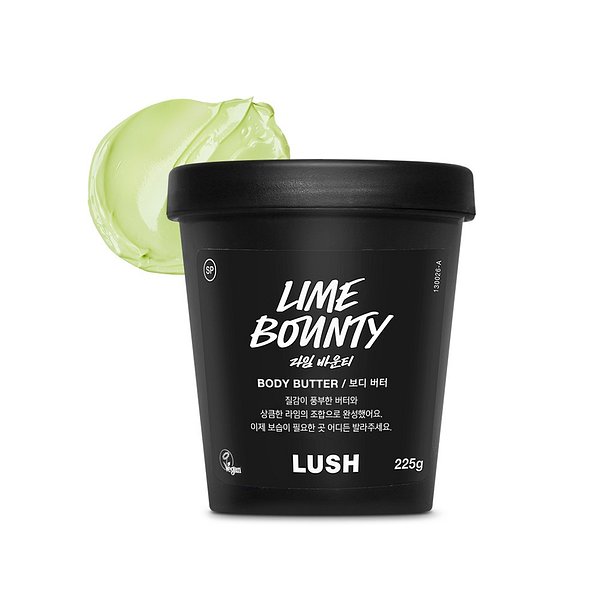 SP
130026-A
LIME
BOUNTY
라임 바운티
BODY BUTTER / 보디 버터
질감이 풍부한 버터와
상큼한 라임의 조합으로 완성했어요.
이제 보습이 필요한 곳 어디든 발라주세요.
Vegan
LUSH
225g